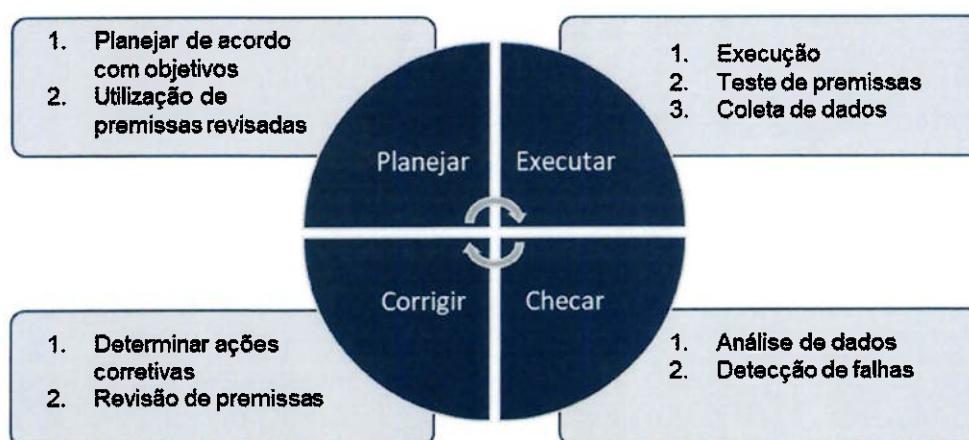 1. Planejar de acordo
com objetivos
2. Utilização de
premissas revisadas
1. Execução
2. Teste de premissas
3. Coleta de dados
Planejar
Executar
Corrigir
Checar
1. Determinar ações
corretivas
2. Revisão de premissas
1. Análise de dados
2. Detecção de falhas